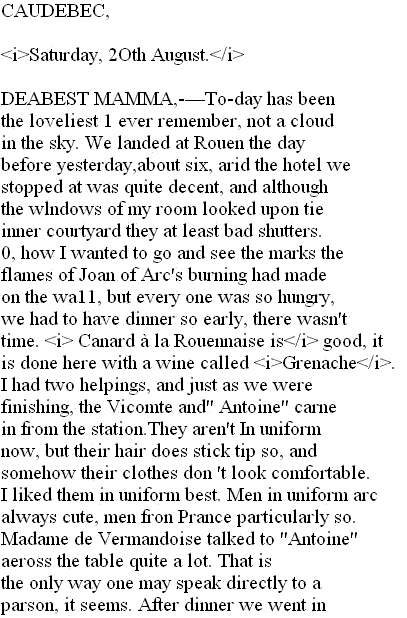 CAUDEBEC,
<i>Saturday, 2Oth August.</i>
DEABEST MAMMA,-—To-day has been
the loveliest 1 ever remember, not a cloud
in the sky. We landed at Rouen the day
before yesterday,about six, arid the hotel we
stopped at was quite decent, and although
the wlndows of my room looked upon tie
inner courtyard they at least bad shutters.
0, how I wanted to go and see the marks the
flames of Joan of Arc's burning had made
on the wa11, but every one was so hungry,
we had to have dinner so early, there wasn't
time. <i> Canard à la Rouennaise is</i> good, it
is done here with a wine called <i>Grenache</i>.
I had two helpings, and just as we were
finishing, the Vicomte and" Antoine" carne
in from the station.They aren't In uniform
now, but their hair does stick tip so, and
somehow their clothes don 't look comfortable.
I liked them in uniform best. Men in uniform arc
always cute, men fron Prance particularly so.
Madame de Vermandoise talked to "Antoine"
aeross the table quite a lot. That is
the only way one may speak directly to a
parson, it seems. After dinner we went in